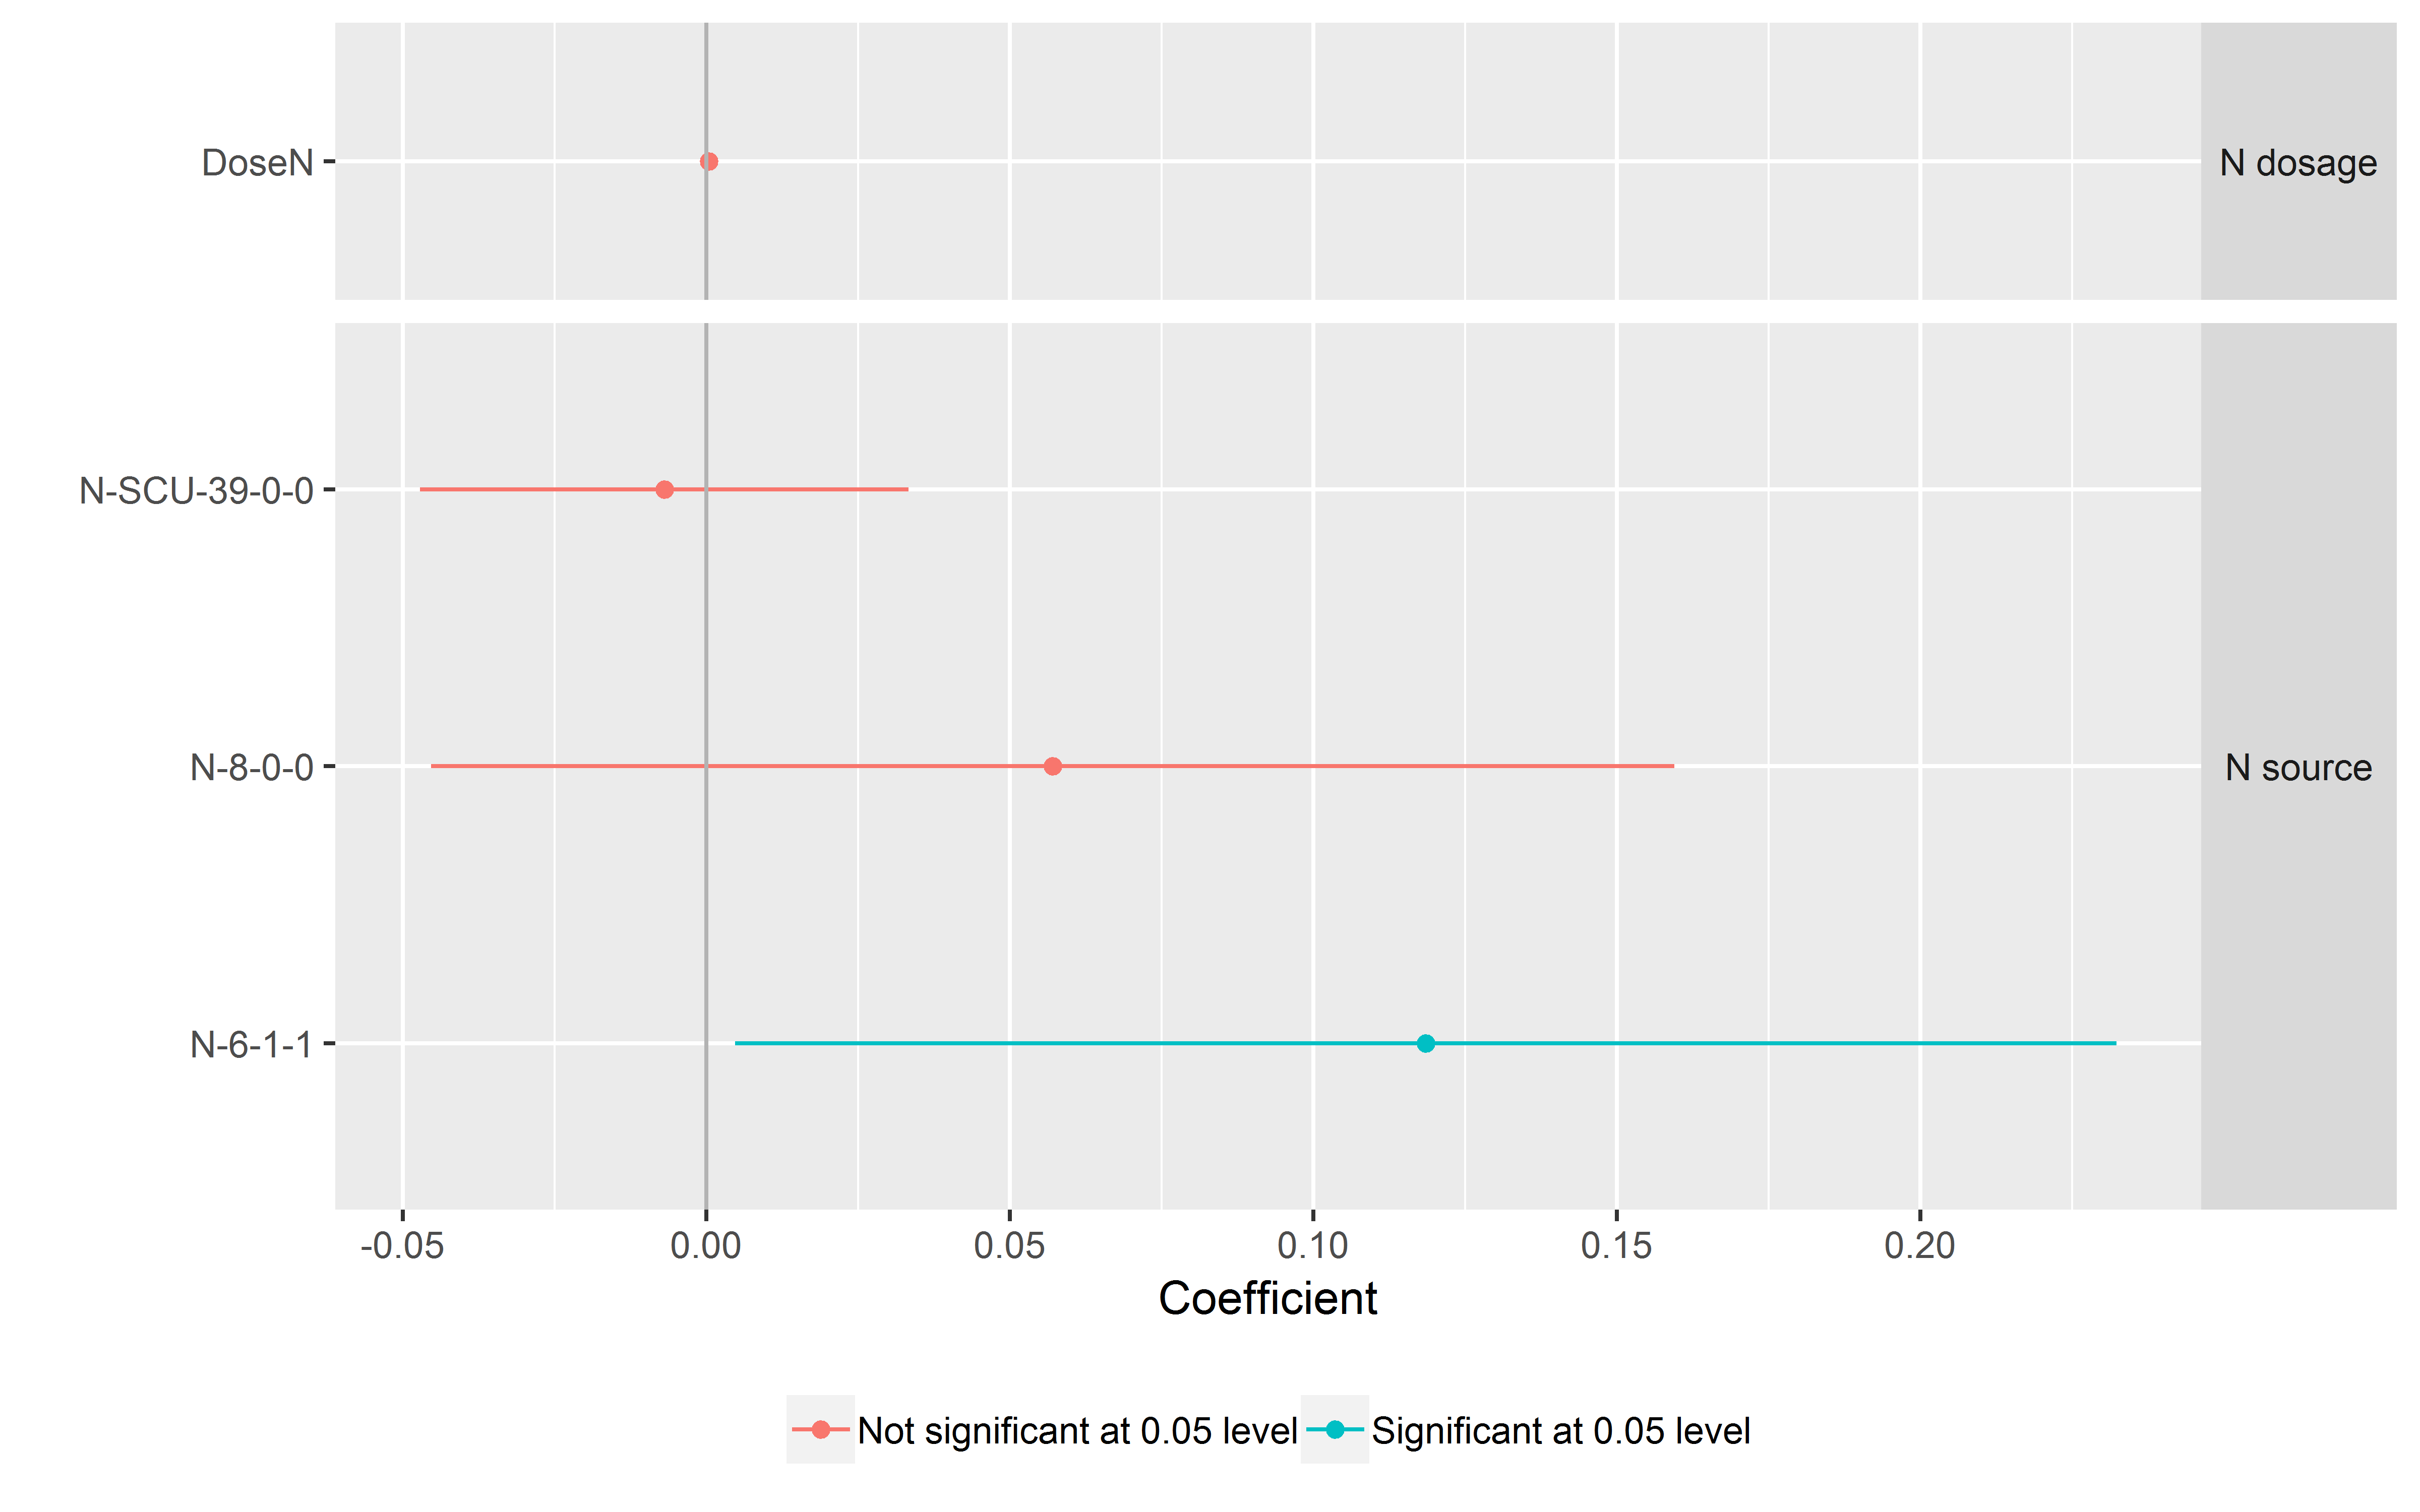 DoseN
N dosage
N-SCU-39-0-0
N-8-0-0
N source
N-6-1-1
-0.05 0.00 0.05 0.10 0.15 0.20
Coefficient
Not significant at 0.05 level Significant at 0.05 level